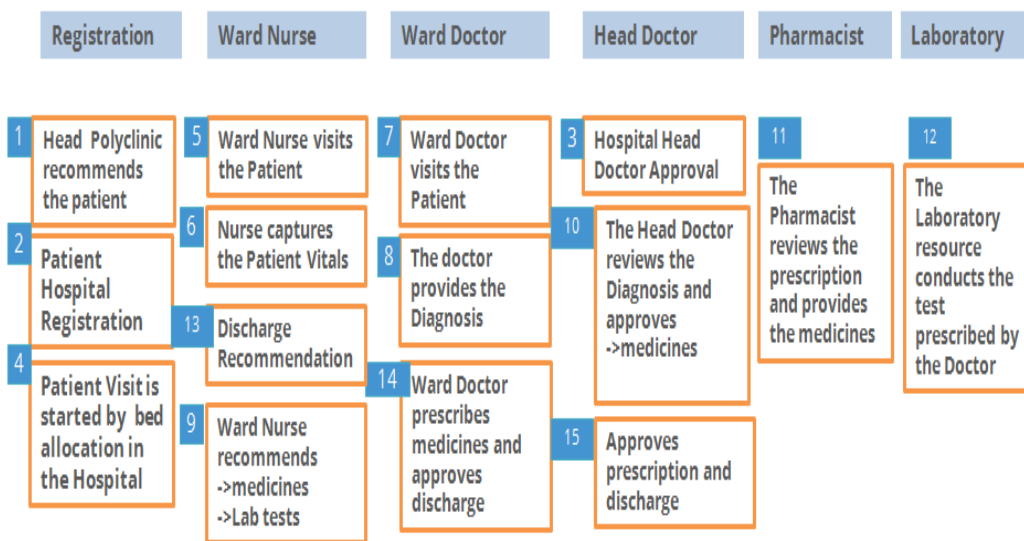 Registration
Ward Nurse
Ward Doctor
Head Doctor
Pharmacist
Laboratory
1
Head Polyclinic
recommends
the patient
2
Patient
Hospital
Registration
4
Patient Visit is
started by bed
allocation in
the Hospital
5
Ward Nurse visits
the Patient
6
Nurse captures
the Patient Vitals
13
Discharge
Recommendation
9
Ward Nurse
recommends
->medicines
->Lab tests
7
Ward Doctor
visits the
Patient
8
The doctor
provides the
Diagnosis
14
Ward Doctor
prescribes
medicines and
approves
discharge
3
Hospital Head
Doctor Approval
10
The Head Doctor
reviews the
Diagnosis and
approves
->medicines
15
Approves
prescription and
discharge
11
The
Pharmacist
reviews the
prescription
and provides
the medicines
12
The
Laboratory
resource
conducts the
test
prescribed by
the Doctor